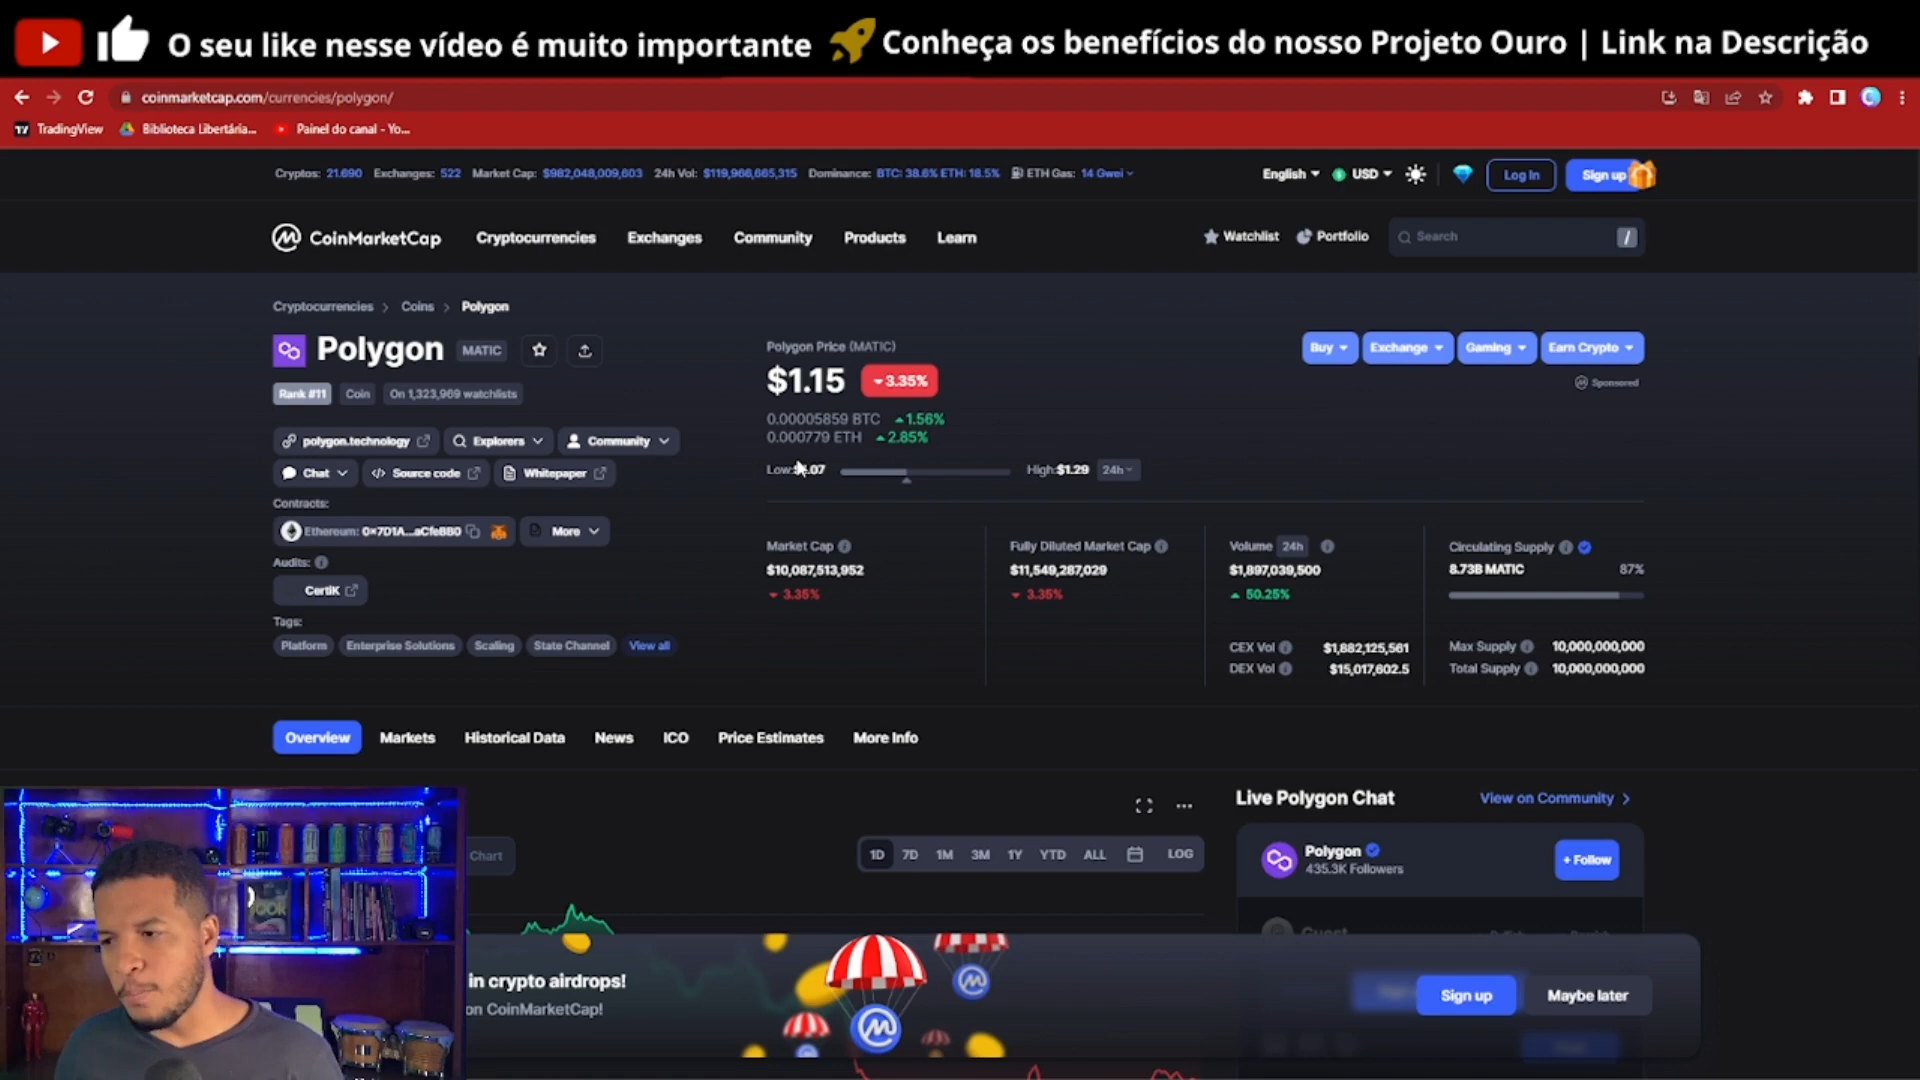 O seu like nesse vídeo é muito importante Conheça os benefícios do nosso Projeto Ouro | Link na Descrição
coinmarketcap.com/currencies/polygon/
TradingView Biblioteca Libertária... Painel do canal - Yo...
Cryptos: 21.690 Exchanges: 522 Market Cap: $982,048,009,603 24h Vol: $119,966,665,315 Dominance: BTC: 38.6% ETH: 18.5% ETH Gas: 14 Gwei English USD Log In Sign up
CoinMarketCap Cryptocurrencies Exchanges Community Products Learn Watchlist Portfolio Search /
Cryptocurrencies > Coins > Polygon
Polygon MATIC
Rank #11 Coin On 1,323,969 watchlists
polygon.technology Explorers Community
Chat Source code Whitepaper
Contracts:
Ethereum: 0x7D1A...aCfeBB0 More
Audits:
CertiK
Tags:
Platform Enterprise Solutions Scaling State Channel View all
Polygon Price (MATIC)
$1.15 3.35%
0.00005859 BTC 1.56%
0.000779 ETH 2.85%
Low: .07 High:$1.29 24h
Buy Exchange Gaming Earn Crypto
Sponsored
Market Cap
$10,087,513,952
3.35%
Fully Diluted Market Cap
$11,549,287,029
3.35%
Volume 24h
$1,897,039,500
50.25%
CEX Vol $1,882,125,561
DEX Vol $15,017,602.5
Circulating Supply
8.73B MATIC 87%
Max Supply 10,000,000,000
Total Supply 10,000,000,000
Overview Markets Historical Data News ICO Price Estimates More Info
Chart 1D 7D 1M 3M 1Y YTD ALL LOG
Live Polygon Chat View on Community >
Polygon
435.3K Followers
+ Follow
Guest
in crypto airdrops!
on CoinMarketCap!
Sign up Maybe later